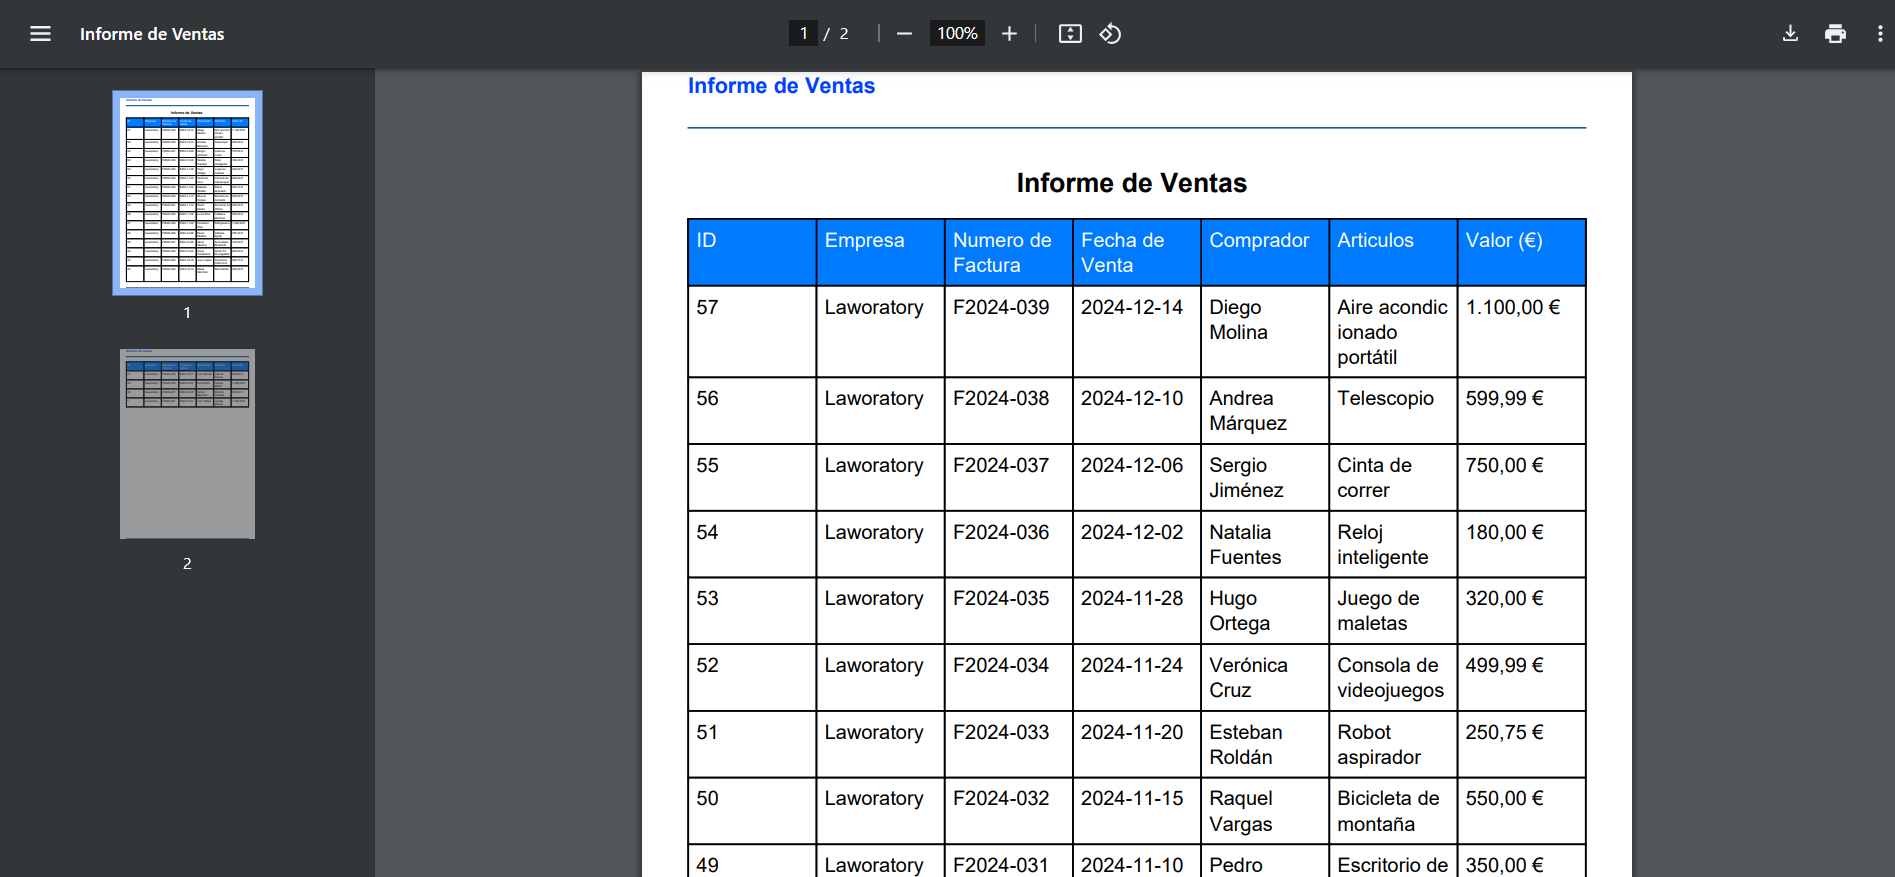 Informe de Ventas
1 / 2
100%
1
2
Informe de Ventas
Informe de Ventas
ID Empresa Numero de Factura Fecha de Venta Comprador Articulos Valor (€)
57 Laworatory F2024-039 2024-12-14 Diego Molina Aire acondicionado portátil 1.100,00 €
56 Laworatory F2024-038 2024-12-10 Andrea Márquez Telescopio 599,99 €
55 Laworatory F2024-037 2024-12-06 Sergio Jiménez Cinta de correr 750,00 €
54 Laworatory F2024-036 2024-12-02 Natalia Fuentes Reloj inteligente 180,00 €
53 Laworatory F2024-035 2024-11-28 Hugo Ortega Juego de maletas 320,00 €
52 Laworatory F2024-034 2024-11-24 Verónica Cruz Consola de videojuegos 499,99 €
51 Laworatory F2024-033 2024-11-20 Esteban Roldán Robot aspirador 250,75 €
50 Laworatory F2024-032 2024-11-15 Raquel Vargas Bicicleta de montaña 550,00 €
49 Laworatory F2024-031 2024-11-10 Pedro Escritorio de 350,00 €